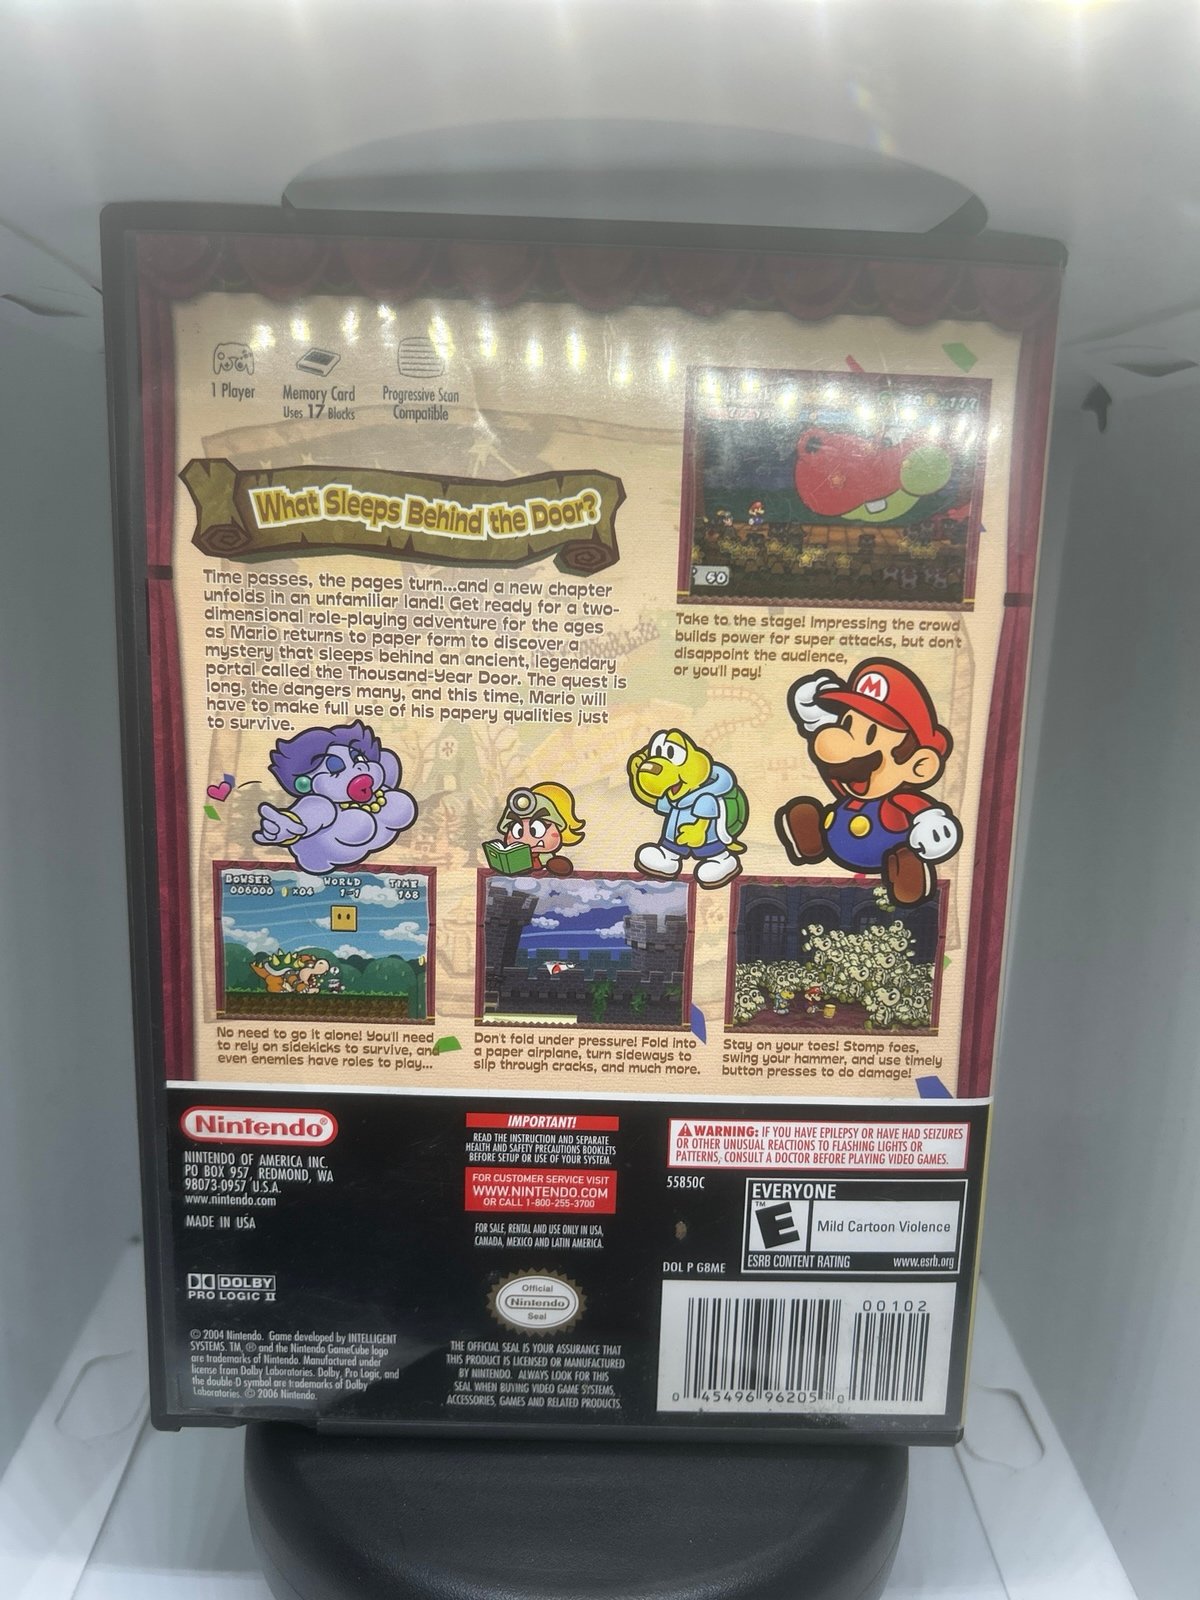 1 Player
Memory Card
Uses 17 Blocks
Progressive Scan
Compatible
What Sleeps Behind the Door?
Time passes, the pages turn...and a new chapter
unfolds in an unfamiliar land! Get ready for a two-
dimensional role-playing adventure for the ages
as Mario returns to paper form to discover a
mystery that sleeps behind an ancient, legendary
portal called the Thousand-Year Door. The quest is
long, the dangers many, and this time, Mario will
have to make full use of his papery qualities just
to survive.
60
Take to the stage! Impressing the crowd
builds power for super attacks, but don't
disappoint the audience,
or you'll pay!
M
BOWSER WORLD TIME
006000 x04 1-1 168
No need to go it alone! You'll need
to rely on sidekicks to survive, and
even enemies have roles to play...
Don't fold under pressure! Fold into
a paper airplane, turn sideways to
slip through cracks, and much more.
Stay on your toes! Stomp foes,
swing your hammer, and use timely
button presses to do damage!
Nintendo®
NINTENDO OF AMERICA INC.
PO BOX 957, REDMOND, WA
98073-0957 U.S.A.
www.nintendo.com
MADE IN USA
DOLBY
PRO LOGIC II
© 2004 Nintendo. Game developed by INTELLIGENT
SYSTEMS. TM, ® and the Nintendo GameCube logo
are trademarks of Nintendo. Manufactured under
license from Dolby Laboratories. Dolby, Pro Logic, and
the double-D symbol are trademarks of Dolby
Laboratories. © 2006 Nintendo.
IMPORTANT!
READ THE INSTRUCTION AND SEPARATE
HEALTH AND SAFETY PRECAUTIONS BOOKLETS
BEFORE SETUP OR USE OF YOUR SYSTEM.
FOR CUSTOMER SERVICE VISIT
WWW.NINTENDO.COM
OR CALL 1-800-255-3700
FOR SALE, RENTAL AND USE ONLY IN USA,
CANADA, MEXICO AND LATIN AMERICA.
Official
Nintendo
Seal
THE OFFICIAL SEAL IS YOUR ASSURANCE THAT
THIS PRODUCT IS LICENSED OR MANUFACTURED
BY NINTENDO. ALWAYS LOOK FOR THIS
SEAL WHEN BUYING VIDEO GAME SYSTEMS,
ACCESSORIES, GAMES AND RELATED PRODUCTS.
WARNING: IF YOU HAVE EPILEPSY OR HAVE HAD SEIZURES
OR OTHER UNUSUAL REACTIONS TO FLASHING LIGHTS OR
PATTERNS, CONSULT A DOCTOR BEFORE PLAYING VIDEO GAMES.
55850C
EVERYONE
E™
Mild Cartoon Violence
ESRB CONTENT RATING www.esrb.org
DOL P G8ME
00102
0 45496 96205 0